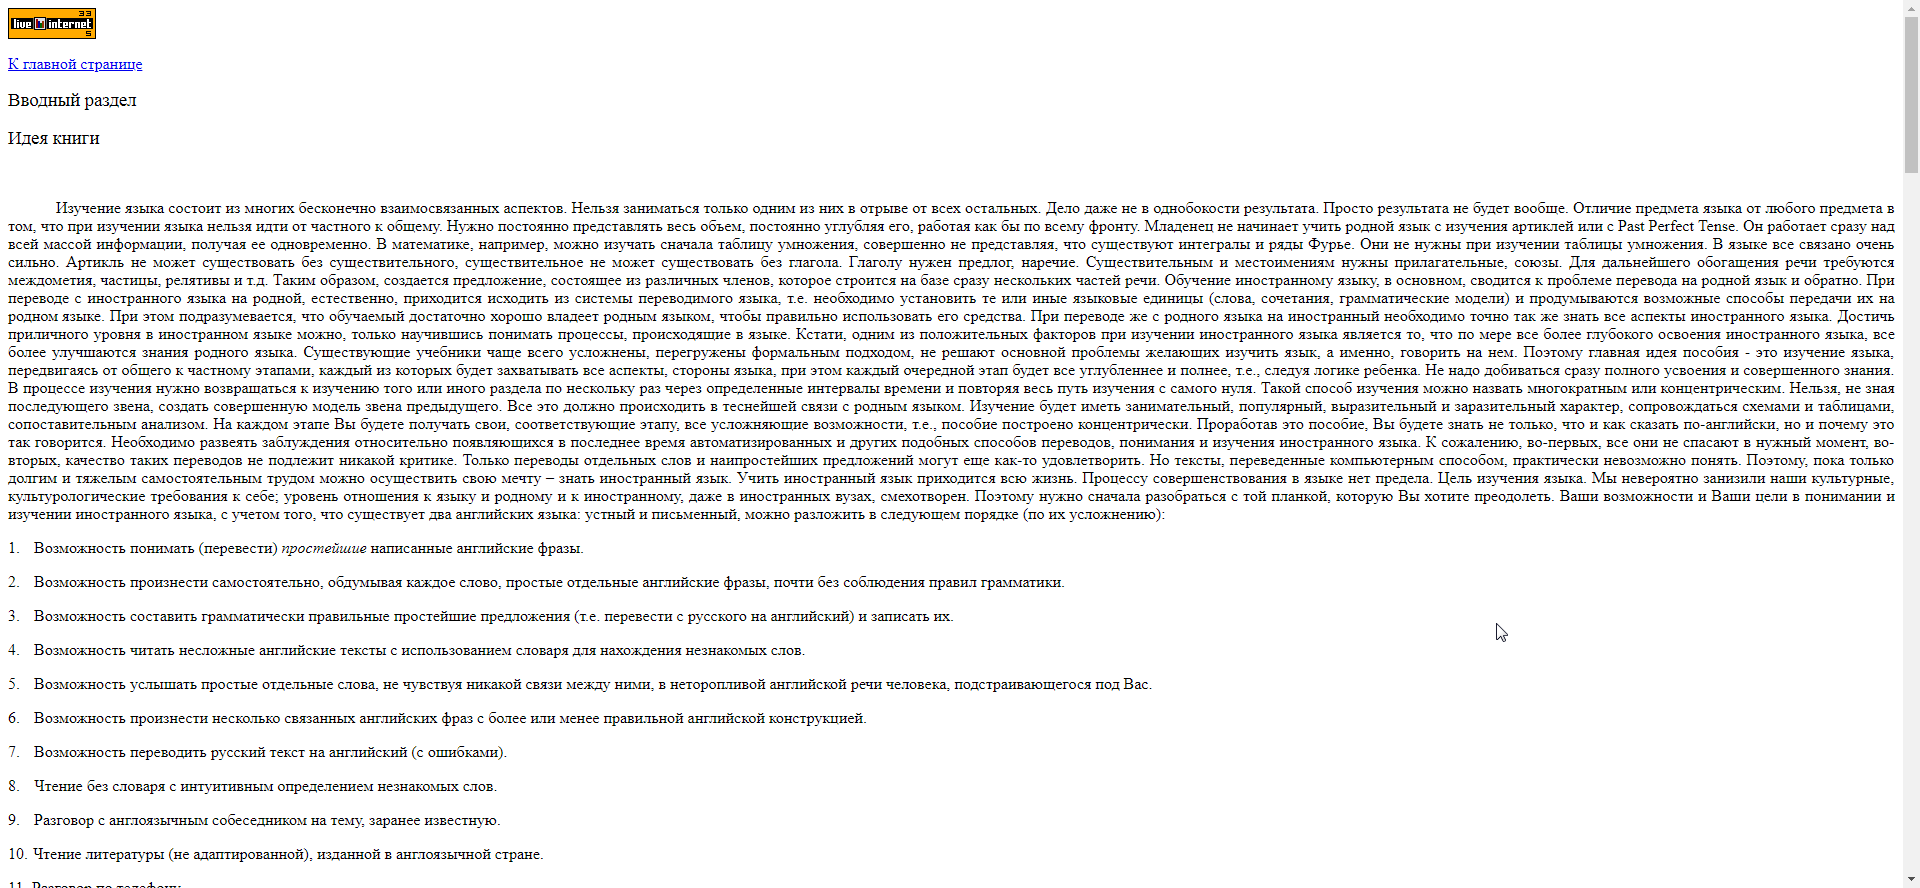 33
live internet
5
К главной странице
Вводный раздел
Идея книги
Изучение языка состоит из многих бесконечно взаимосвязанных аспектов. Нельзя заниматься только одним из них в отрыве от всех остальных. Дело даже не в однобокости результата. Просто результата не будет вообще. Отличие предмета языка от любого предмета в
том, что при изучении языка нельзя идти от частного к общему. Нужно постоянно представлять весь объем, постоянно углубляя его, работая как бы по всему фронту. Младенец не начинает учить родной язык с изучения артиклей или с Past Perfect Tense. Он работает сразу над
всей массой информации, получая ее одновременно. В математике, например, можно изучать сначала таблицу умножения, совершенно не представляя, что существуют интегралы и ряды Фурье. Они не нужны при изучении таблицы умножения. В языке все связано очень
сильно. Артикль не может существовать без существительного, существительное не может существовать без глагола. Глаголу нужен предлог, наречие. Существительным и местоимениям нужны прилагательные, союзы. Для дальнейшего обогащения речи требуются
междометия, частицы, релятивы и т.д. Таким образом, создается предложение, состоящее из различных членов, которое строится на базе сразу нескольких частей речи. Обучение иностранному языку, в основном, сводится к проблеме перевода на родной язык и обратно. При
переводе с иностранного языка на родной, естественно, приходится исходить из системы переводимого языка, т.е. необходимо установить те или иные языковые единицы (слова, сочетания, грамматические модели) и продумываются возможные способы передачи их на
родном языке. При этом подразумевается, что обучаемый достаточно хорошо владеет родным языком, чтобы правильно использовать его средства. При переводе же с родного языка на иностранный необходимо точно так же знать все аспекты иностранного языка. Достичь
приличного уровня в иностранном языке можно, только научившись понимать процессы, происходящие в языке. Кстати, одним из положительных факторов при изучении иностранного языка является то, что по мере все более глубокого освоения иностранного языка, все
более улучшаются знания родного языка. Существующие учебники чаще всего усложнены, перегружены формальным подходом, не решают основной проблемы желающих изучить язык, а именно, говорить на нем. Поэтому главная идея пособия - это изучение языка,
передвигаясь от общего к частному этапами, каждый из которых будет захватывать все аспекты, стороны языка, при этом каждый очередной этап будет все углубленнее и полнее, т.е., следуя логике ребенка. Не надо добиваться сразу полного усвоения и совершенного знания.
В процессе изучения нужно возвращаться к изучению того или иного раздела по нескольку раз через определенные интервалы времени и повторяя весь путь изучения с самого нуля. Такой способ изучения можно назвать многократным или концентрическим. Нельзя, не зная
последующего звена, создать совершенную модель звена предыдущего. Все это должно происходить в теснейшей связи с родным языком. Изучение будет иметь занимательный, популярный, выразительный и заразительный характер, сопровождаться схемами и таблицами,
сопоставительным анализом. На каждом этапе Вы будете получать свои, соответствующие этапу, все усложняющие возможности, т.е., пособие построено концентрически. Проработав это пособие, Вы будете знать не только, что и как сказать по-английски, но и почему это
так говорится. Необходимо развеять заблуждения относительно появляющихся в последнее время автоматизированных и других подобных способов переводов, понимания и изучения иностранного языка. К сожалению, во-первых, все они не спасают в нужный момент, во-
вторых, качество таких переводов не подлежит никакой критике. Только переводы отдельных слов и наипростейших предложений могут еще как-то удовлетворить. Но тексты, переведенные компьютерным способом, практически невозможно понять. Поэтому, пока только
долгим и тяжелым самостоятельным трудом можно осуществить свою мечту – знать иностранный язык. Учить иностранный язык приходится всю жизнь. Процессу совершенствования в языке нет предела. Цель изучения языка. Мы невероятно занизили наши культурные,
культурологические требования к себе; уровень отношения к языку и родному и к иностранному, даже в иностранных вузах, смехотворен. Поэтому нужно сначала разобраться с той планкой, которую Вы хотите преодолеть. Ваши возможности и Ваши цели в понимании и
изучении иностранного языка, с учетом того, что существует два английских языка: устный и письменный, можно разложить в следующем порядке (по их усложнению):
1. Возможность понимать (перевести) простейшие написанные английские фразы.
2. Возможность произнести самостоятельно, обдумывая каждое слово, простые отдельные английские фразы, почти без соблюдения правил грамматики.
3. Возможность составить грамматически правильные простейшие предложения (т.е. перевести с русского на английский) и записать их.
4. Возможность читать несложные английские тексты с использованием словаря для нахождения незнакомых слов.
5. Возможность услышать простые отдельные слова, не чувствуя никакой связи между ними, в неторопливой английской речи человека, подстраивающегося под Вас.
6. Возможность произнести несколько связанных английских фраз с более или менее правильной английской конструкцией.
7. Возможность переводить русский текст на английский (с ошибками).
8. Чтение без словаря с интуитивным определением незнакомых слов.
9. Разговор с англоязычным собеседником на тему, заранее известную.
10. Чтение литературы (не адаптированной), изданной в англоязычной стране.
11. Разговор по телефону.